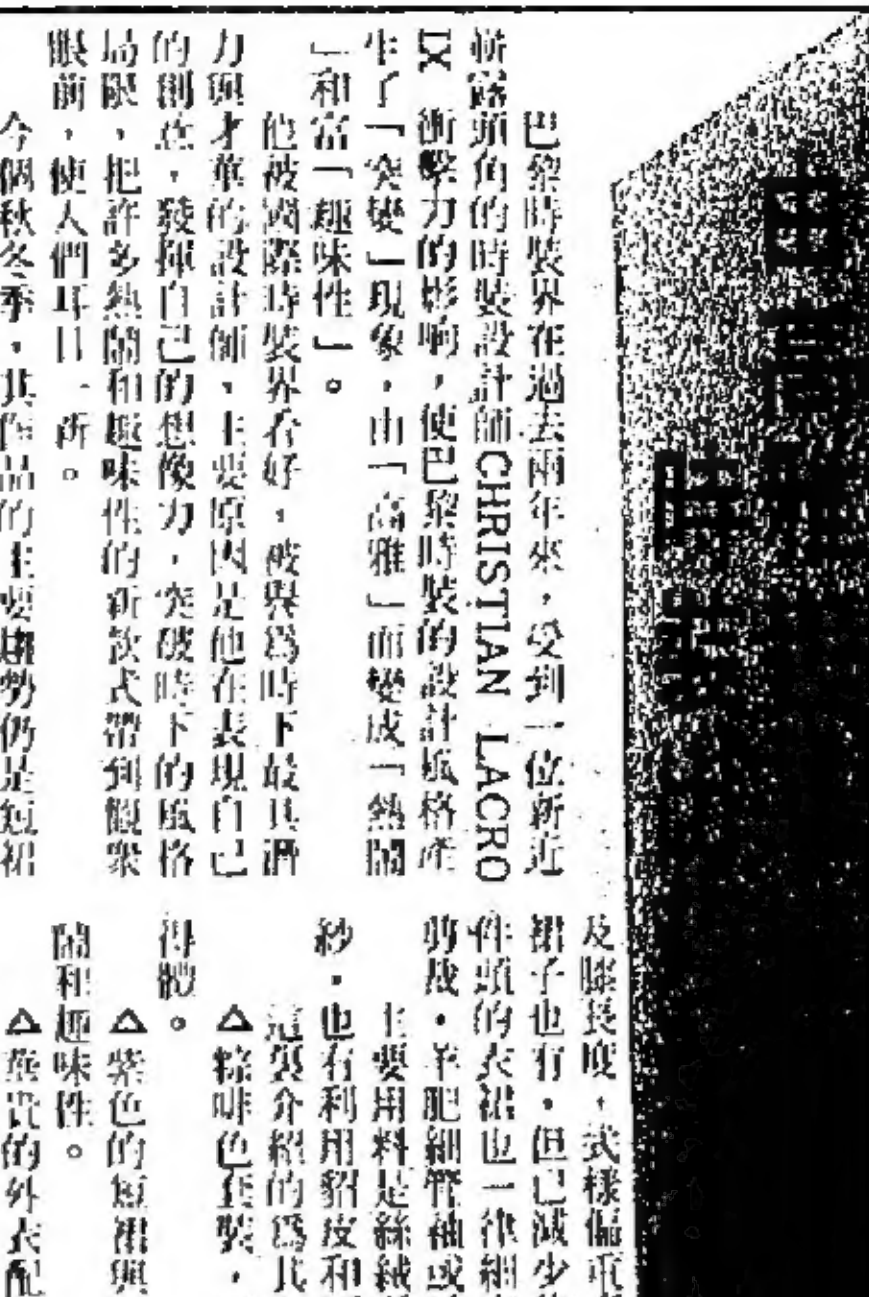 巴黎時裝界在過去兩年來，受到一位新近
嶄露頭角的時裝設計師CHRISTIAN LACRO
IX 衝擊力的影响，使巴黎時裝的設計風格產
生了「突變」現象，由「高雅」而變成「熱鬧
」和富「趣味性」。
他被國際時裝界看好，被譽為時下最具潛
力與才華的設計師，主要原因是他在表現自己
的創意，發揮自己的想像力，突破時下的風格
局限，把許多熱鬧和趣味性的新款式帶到觀衆
眼前，使人們耳目一新。
今個秋冬季，其作品的主要趨勢仍是短裙
及膝長度，式樣偏重
裙子也有，但已減少
件頭的衣裙也一律細
剪裁，羊肥細管袖或
主要用料是絲絨
紗，也有利用貂皮和
這裏介紹的爲其
△棕啡色套裝，
得體。
△紫色的短裙與
鬧和趣味性。
△華貴的外衣配